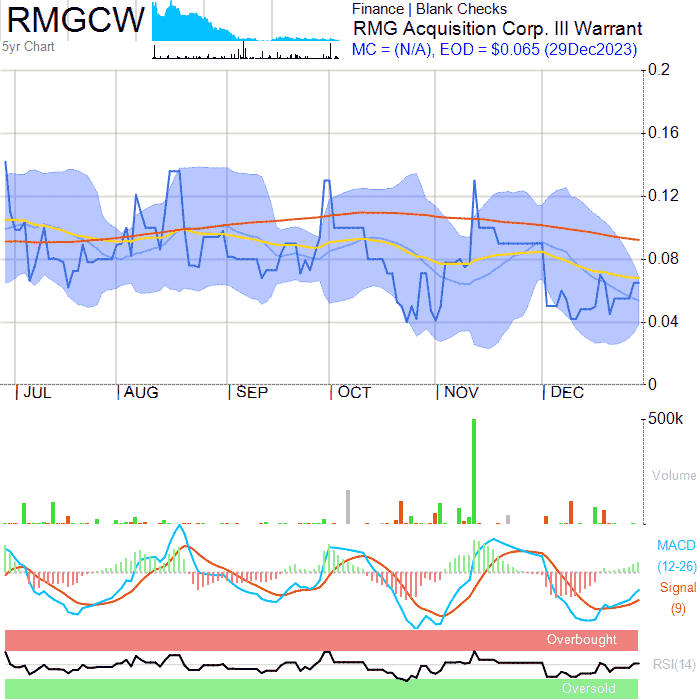 RMGCW
5yr Chart
Finance | Blank Checks
RMG Acquisition Corp. III Warrant
MC = (N/A), EOD = $0.065 (29Dec2023)
0.2
0.16
0.12
0.08
0.04
0
JUL AUG SEP OCT NOV DEC
500k
Volume
MACD
(12-26)
Signal
(9)
Overbought
RSI(14)
Oversold